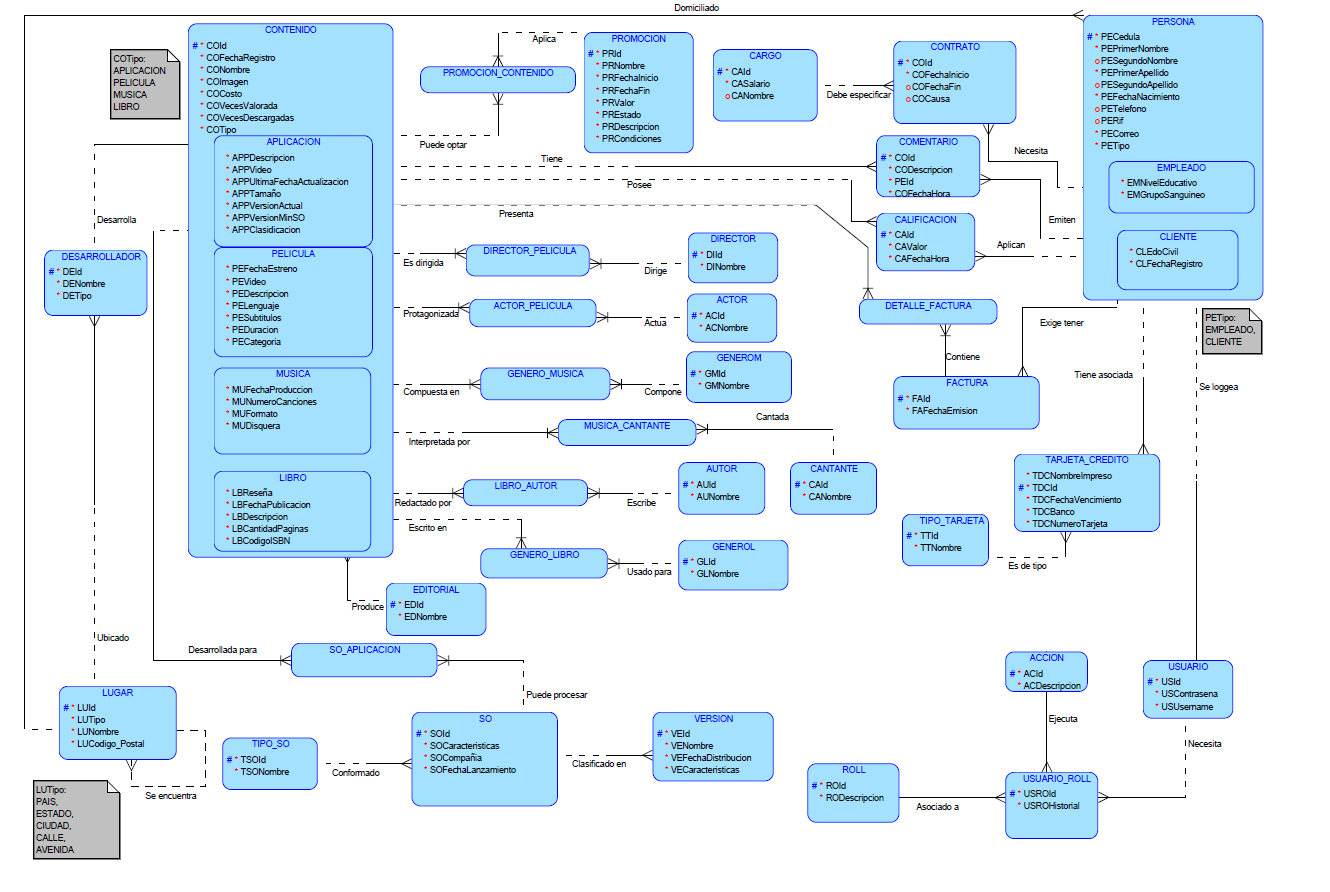 Domiciliado
CONTENIDO
# * COId
* COFechaRegistro
* CONombre
* COImagen
* COCosto
* COVecesValorada
* COVecesDescargadas
* COTipo
COTipo:
APLICACION
PELICULA
MUSICA
LIBRO
APLICACION
* APPDescripcion
* APPVideo
* APPUltimaFechaActualizacion
* APPTamaño
* APPVersionActual
* APPVersionMinSO
* APPClasidicacion
PELICULA
* PEFechaEstreno
* PEVideo
* PEDescripcion
* PELenguaje
* PESubtitulos
* PEDuracion
* PECategoria
MUSICA
* MUFechaProduccion
* MUNumeroCanciones
* MUFormato
* MUDisquera
LIBRO
* LBReseña
* LBFechaPublicacion
* LBDescripcion
* LBCantidadPaginas
* LBCodigoISBN
Aplica
PROMOCION_CONTENIDO
Puede optar
PROMOCION
# * PRId
* PRNombre
* PRFechaInicio
* PRFechaFin
* PRValor
* PREstado
* PRDescripcion
* PRCondiciones
CARGO
# * CAId
* CASalario
o CANombre
Debe especificar
CONTRATO
# * COId
* COFechaInicio
o COFechaFin
o COCausa
Necesita
PERSONA
# * PECedula
* PEPrimerNombre
o PESegundoNombre
* PEPrimerApellido
o PESegundoApellido
* PEFechaNacimiento
o PETelefono
o PERif
* PECorreo
* PETipo
EMPLEADO
* EMNivelEducativo
* EMGrupoSanguineo
CLIENTE
* CLEdoCivil
* CLFechaRegistro
PETipo:
EMPLEADO,
CLIENTE
Tiene
Posee
Presenta
COMENTARIO
# * COId
* CODescripcion
* PEId
* COFechaHora
Emiten
CALIFICACION
# * CAId
* CAValor
* CAFechaHora
Aplican
Desarrolla
DESARROLLADOR
# * DEId
* DENombre
* DETipo
Es dirigida
DIRECTOR_PELICULA
Dirige
DIRECTOR
# * DIId
* DINombre
Protagonizada
ACTOR_PELICULA
Actua
ACTOR
# * ACId
* ACNombre
DETALLE_FACTURA
Contiene
Exige tener
FACTURA
# * FAId
* FAFechaEmision
Compuesta en
GENERO_MUSICA
Compone
GENEROM
# * GMId
* GMNombre
Tiene asociada
Se loggea
Interpretada por
MUSICA_CANTANTE
Cantada
CANTANTE
# * CAId
* CANombre
Redactado por
LIBRO_AUTOR
Escribe
AUTOR
# * AUId
* AUNombre
TARJETA_CREDITO
* TDCNombreImpreso
# * TDCId
* TDCFechaVencimiento
* TDCBanco
* TDCNumeroTarjeta
TIPO_TARJETA
# * TTId
* TTNombre
Es de tipo
Escrito en
GENERO_LIBRO
Usado para
GENEROL
# * GLId
* GLNombre
Produce
EDITORIAL
# * EDId
* EDNombre
Ubicado
Desarrollada para
SO_APLICACION
Puede procesar
LUGAR
# * LUId
* LUTipo
* LUNombre
* LUCodigo_Postal
Se encuentra
LUTipo:
PAIS,
ESTADO,
CIUDAD,
CALLE,
AVENIDA
TIPO_SO
# * TSOId
* TSONombre
Conformado
SO
# * SOId
* SOCaracteristicas
* SOCompañia
* SOFechaLanzamiento
Clasificado en
VERSION
# * VEId
* VENombre
* VEFechaDistribucion
* VECaracteristicas
ACCION
# * ACId
* ACDescripcion
Ejecuta
USUARIO
# * USId
* USContrasena
* USUsername
Necesita
ROLL
# * ROId
* RODescripcion
Asociado a
USUARIO_ROLL
# * USROId
* USROHistorial